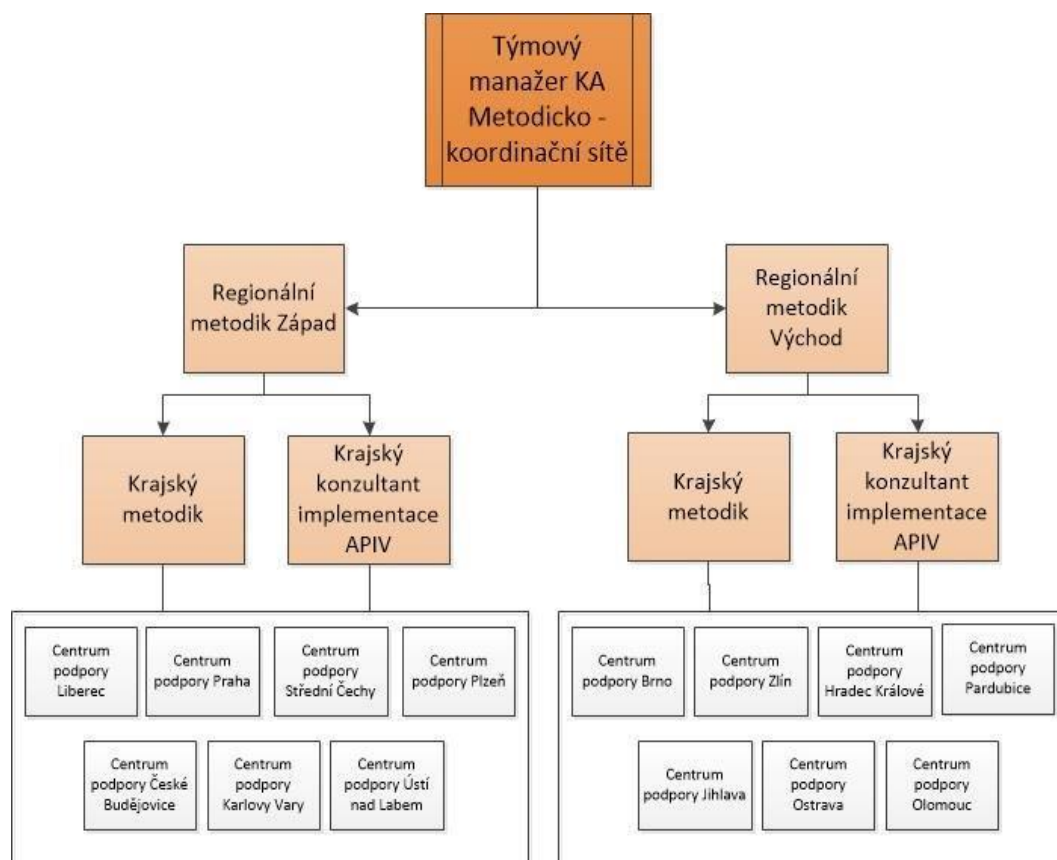 Týmový
manažer KA
Metodicko -
koordinační sítě
Regionální
metodik Západ
Regionální
metodik
Východ
Krajský
metodik
Krajský
konzultant
implementace
APIV
Krajský
metodik
Krajský
konzultant
implementace
APIV
Centrum
podpory
Liberec
Centrum
podpory Praha
Centrum
podpory
Střední Čechy
Centrum
podpory Plzeň
Centrum
podpory České
Budějovice
Centrum
podpory
Karlovy Vary
Centrum
podpory Ústí
nad Labem
Centrum
podpory Brno
Centrum
podpory Zlín
Centrum
podpory
Hradec Králové
Centrum
podpory
Pardubice
Centrum
podpory Jihlava
Centrum
podpory
Ostrava
Centrum
podpory
Olomouc